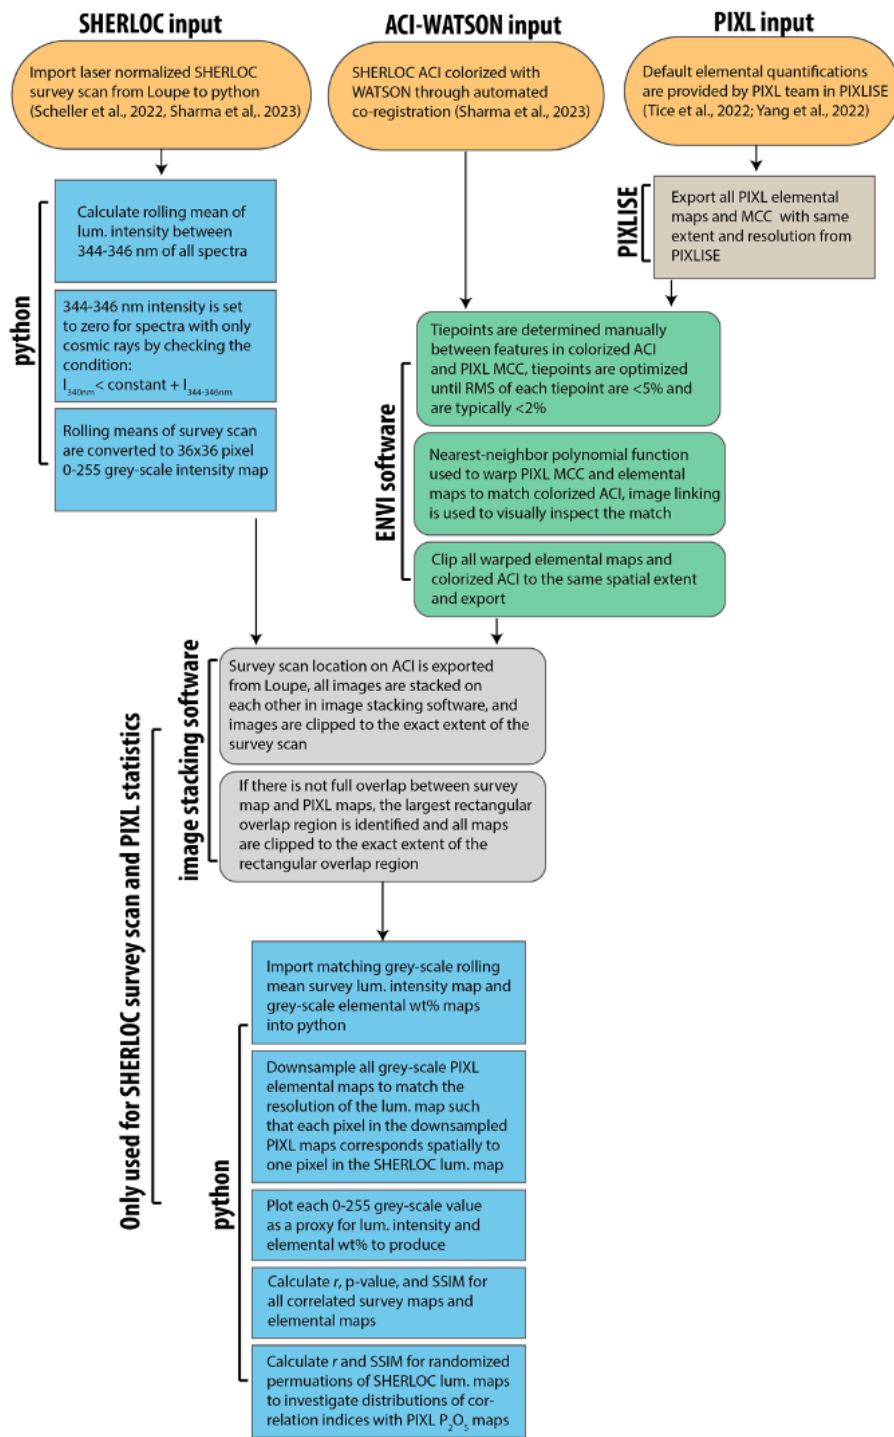 SHERLOC input
Import laser normalized SHERLOC
survey scan from Loupe to python
(Scheller et al., 2022, Sharma et al,. 2023)
python
Calculate rolling mean of
lum. intensity between
344-346 nm of all spectra
344-346 nm intensity is set
to zero for spectra with only
cosmic rays by checking the
condition:
I340nm < constant + I344-346nm
Rolling means of survey scan
are converted to 36x36 pixel
0-255 grey-scale intensity map
ACI-WATSON input
SHERLOC ACI colorized with
WATSON through automated
co-registration (Sharma et al., 2023)
PIXL input
Default elemental quantifications
are provided by PIXL team in PIXLISE
(Tice et al., 2022; Yang et al., 2022)
PIXLISE
Export all PIXL elemental
maps and MCC with same
extent and resolution from
PIXLISE
ENVI software
Tiepoints are determined manually
between features in colorized ACI
and PIXL MCC, tiepoints are optimized
until RMS of each tiepoint are <5% and
are typically <2%
Nearest-neighbor polynomial function
used to warp PIXL MCC and elemental
maps to match colorized ACI, image linking
is used to visually inspect the match
Clip all warped elemental maps and
colorized ACI to the same spatial extent
and export
Only used for SHERLOC survey scan and PIXL statistics
image stacking software
Survey scan location on ACI is exported
from Loupe, all images are stacked on
each other in image stacking software, and
images are clipped to the exact extent of the
survey scan
If there is not full overlap between survey
map and PIXL maps, the largest rectangular
overlap region is identified and all maps
are clipped to the exact extent of the
rectangular overlap region
python
Import matching grey-scale rolling
mean survey lum. intensity map and
grey-scale elemental wt% maps
into python
Downsample all grey-scale PIXL
elemental maps to match the
resolution of the lum. map such
that each pixel in the downsampled
PIXL maps corresponds spatially to
one pixel in the SHERLOC lum. map
Plot each 0-255 grey-scale value
as a proxy for lum. intensity and
elemental wt% to produce
Calculate r, p-value, and SSIM for
all correlated survey maps and
elemental maps
Calculate r and SSIM for randomized
permuations of SHERLOC lum. maps
to investigate distributions of cor-
relation indices with PIXL P₂O₅ maps